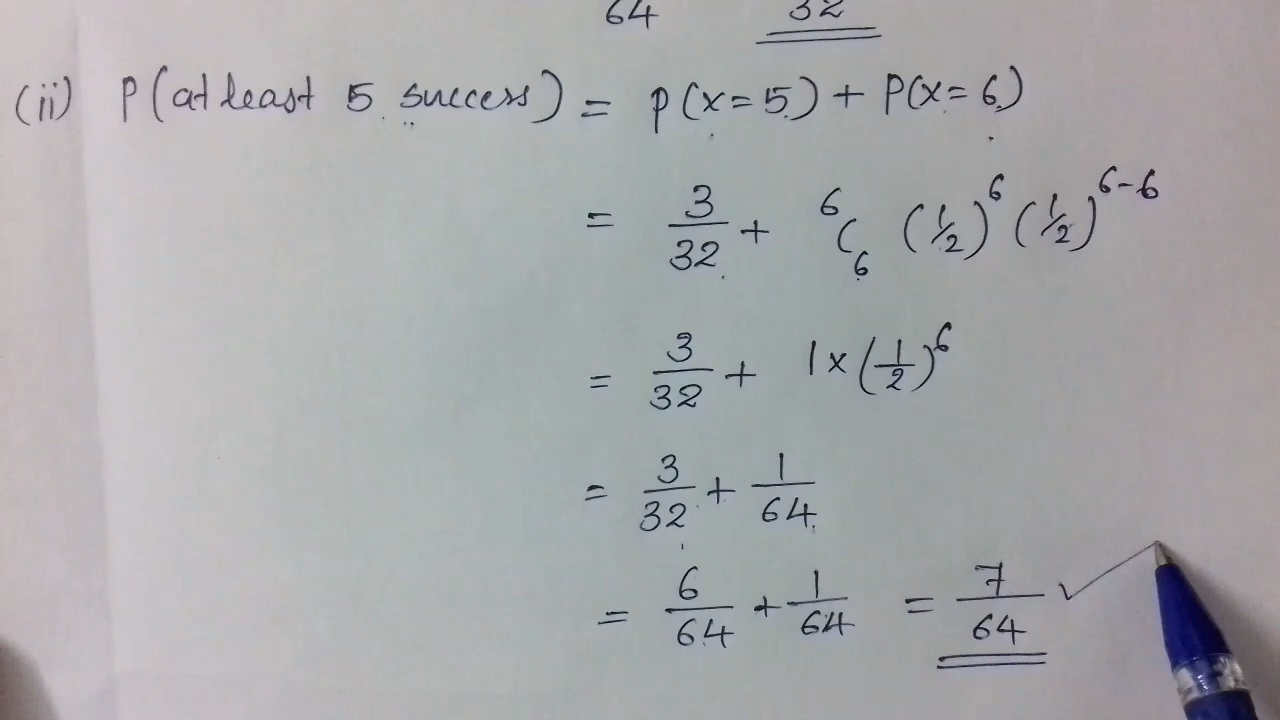 64 32
(ii) P(at least 5 success) = P(x=5) + P(x=6)
= 3/32 + ⁶C₆ (1/2)⁶ (1/2)⁶⁻⁶
= 3/32 + 1×(1/2)⁶
= 3/32 + 1/64
= 6/64 + 1/64 = 7/64 ✓